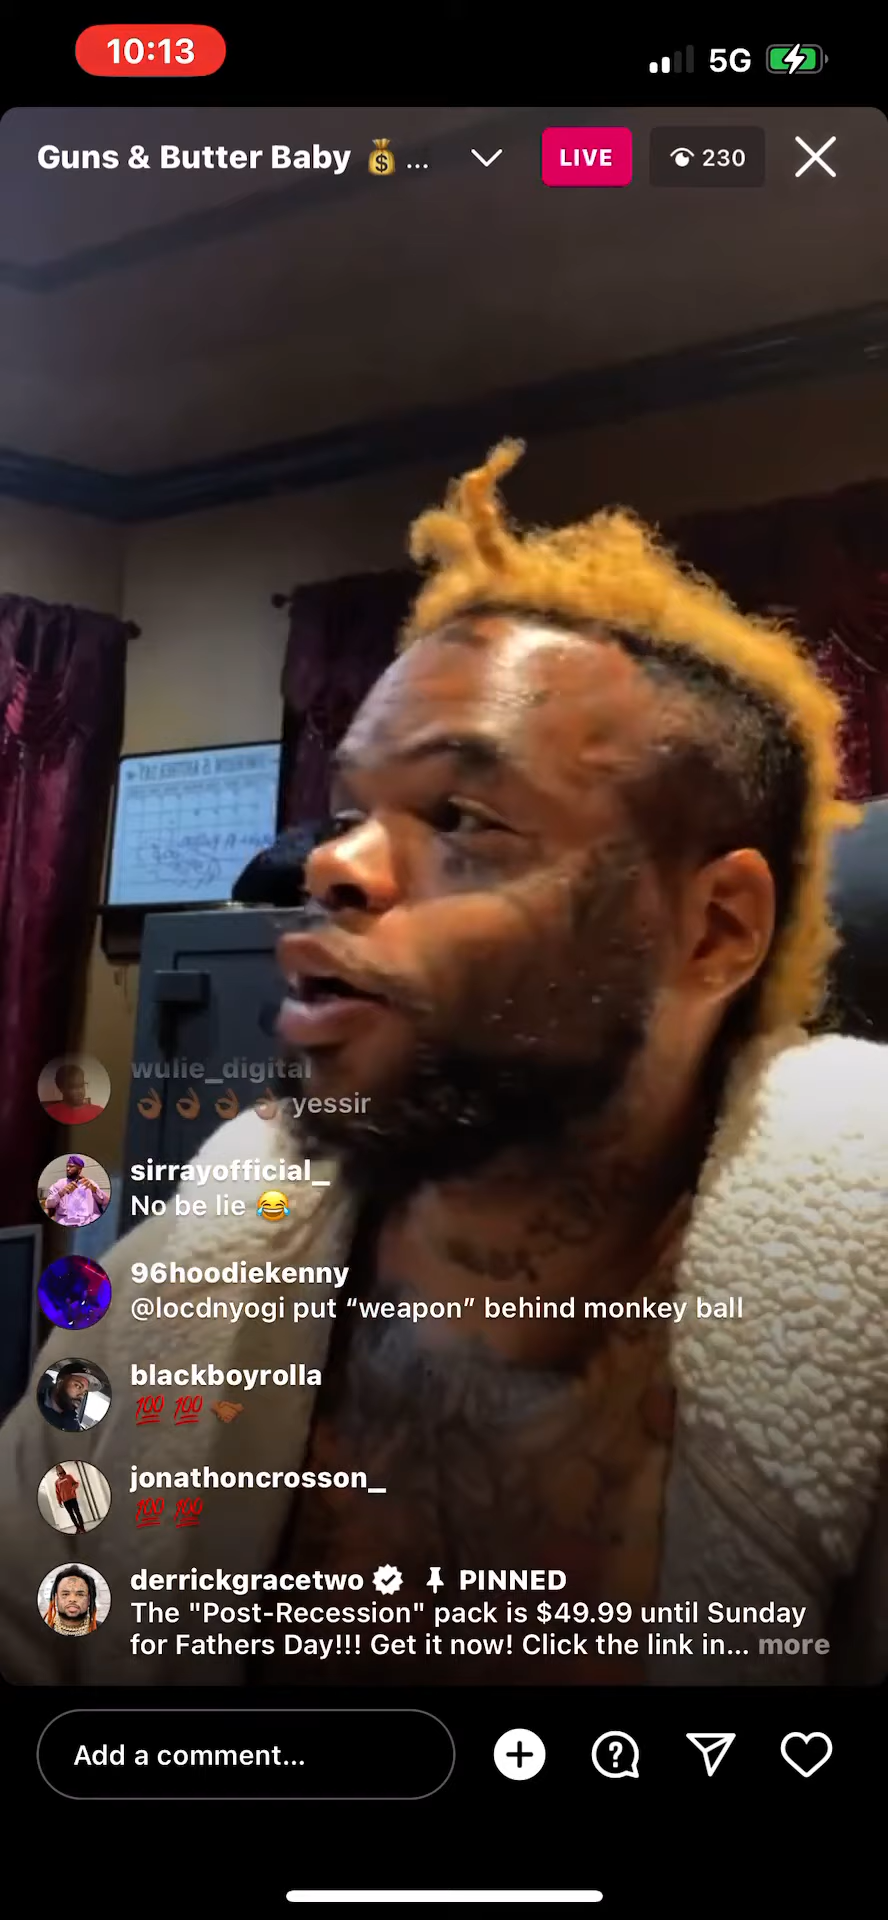 10:13
5G
Guns & Butter Baby 💰 ...
LIVE
230
wulie_digital
👌🏾👌🏾👌🏾👌🏾 yessir
sirrayofficial_
No be lie 😂
96hoodiekenny
@locdnyogi put “weapon” behind monkey ball
blackboyrolla
💯💯🤝🏾
jonathoncrosson_
💯💯
derrickgracetwo PINNED
The "Post-Recession" pack is $49.99 until Sunday
for Fathers Day!!! Get it now! Click the link in... more
Add a comment...